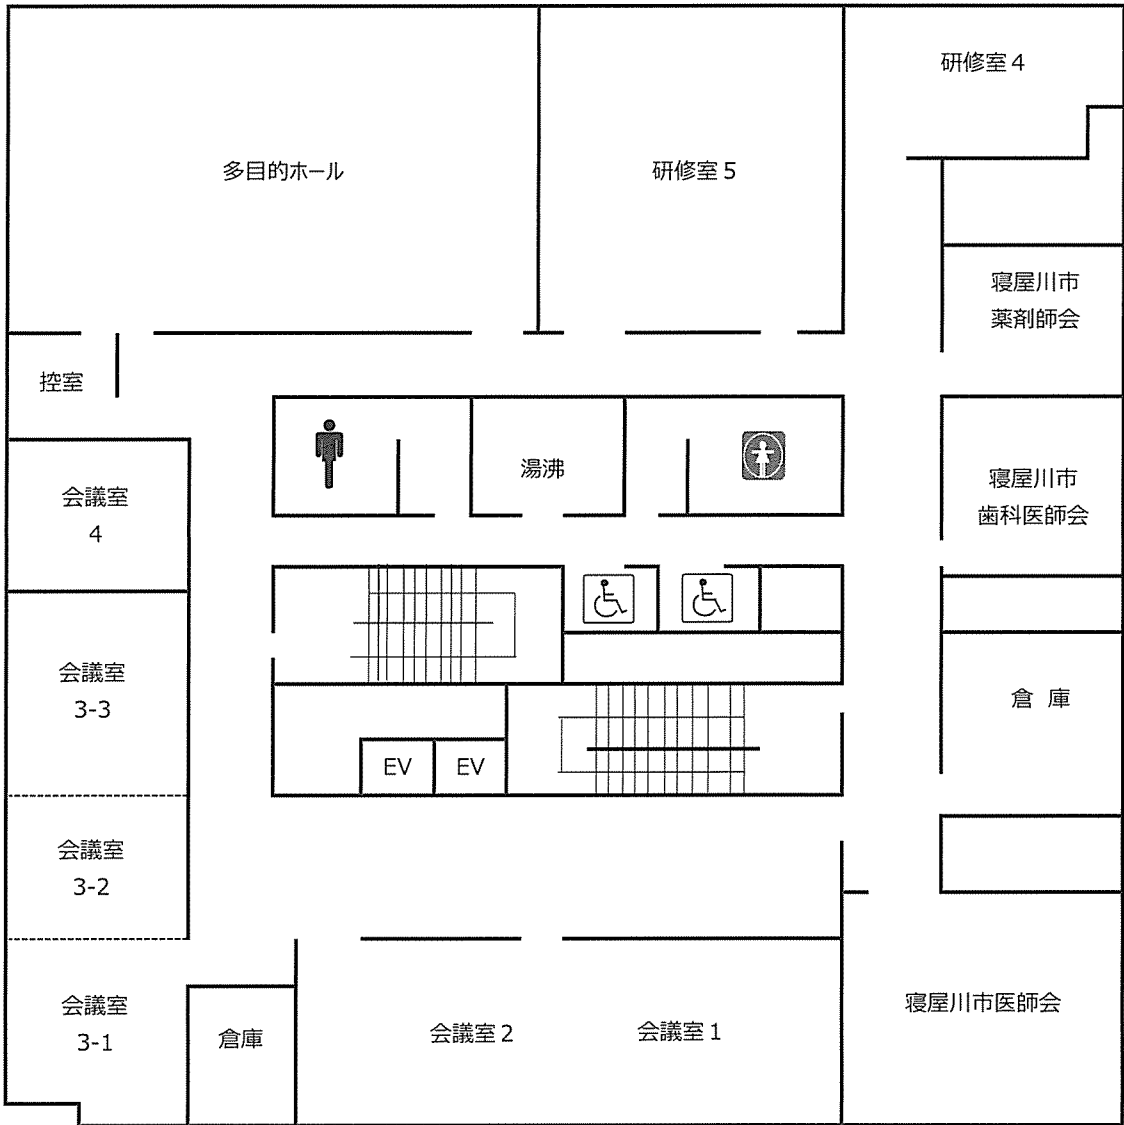 研修室4
多目的ホール
研修室5
寝屋川市
薬剤師会
控室
湯沸
会議室
4
寝屋川市
歯科医師会
会議室
3-3
倉 庫
EV
EV
会議室
3-2
会議室
3-1
倉庫
会議室2
会議室1
寝屋川市医師会